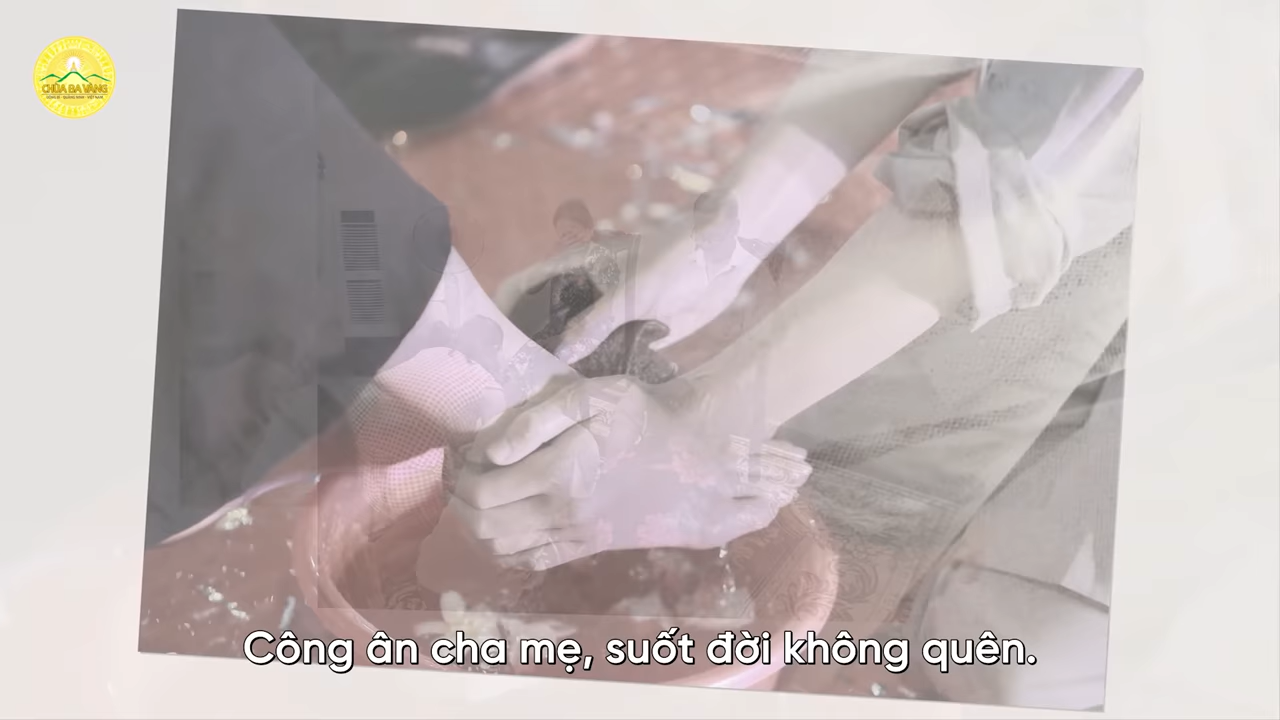 CHÙA BA VÀNG
Công ân cha mẹ, suốt đời không quên.